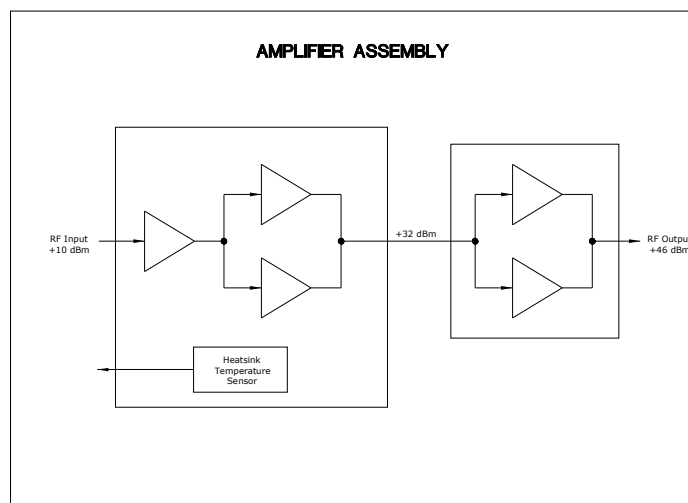 AMPLIFIER ASSEMBLY
RF Input
+10 dBm
+32 dBm
RF Output
+46 dBm
Heatsink
Temperature
Sensor